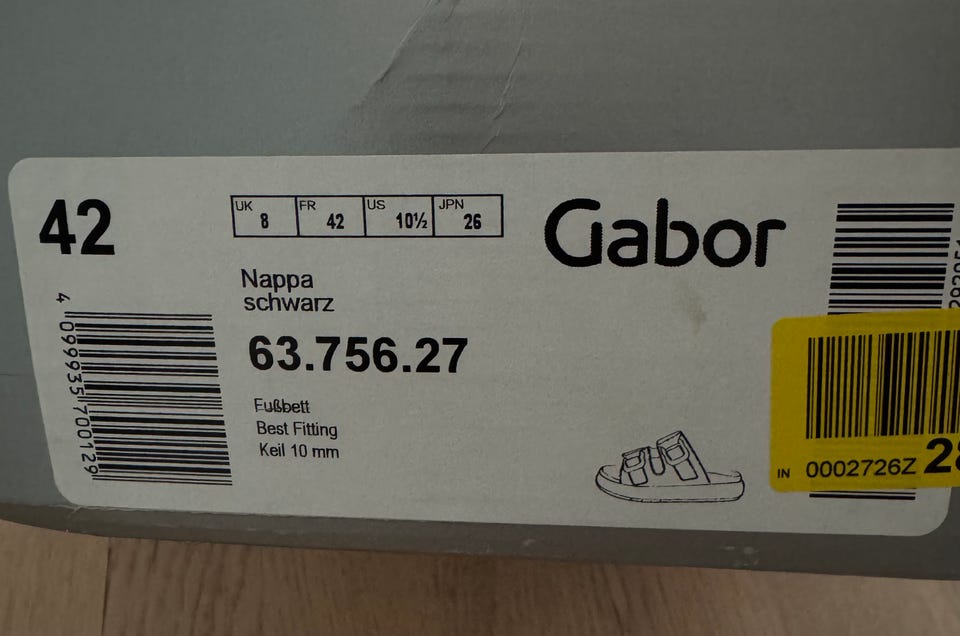 42
UK 8 FR 42 US 10½ JPN 26
Gabor
Nappa
schwarz
63.756.27
Fußbett
Best Fitting
Keil 10 mm
4 099935 700129
IN 0002726Z